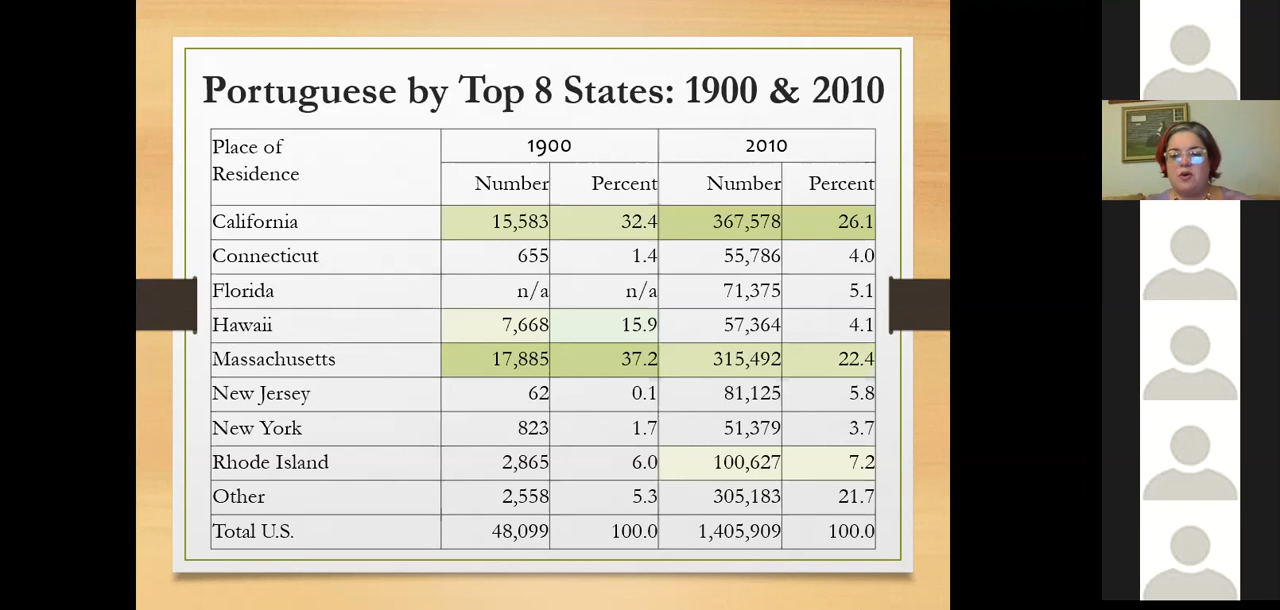 Portuguese by Top 8 States: 1900 & 2010
Place of Residence 1900 2010
Number Percent Number Percent
California 15,583 32.4 367,578 26.1
Connecticut 655 1.4 55,786 4.0
Florida n/a n/a 71,375 5.1
Hawaii 7,668 15.9 57,364 4.1
Massachusetts 17,885 37.2 315,492 22.4
New Jersey 62 0.1 81,125 5.8
New York 823 1.7 51,379 3.7
Rhode Island 2,865 6.0 100,627 7.2
Other 2,558 5.3 305,183 21.7
Total U.S. 48,099 100.0 1,405,909 100.0